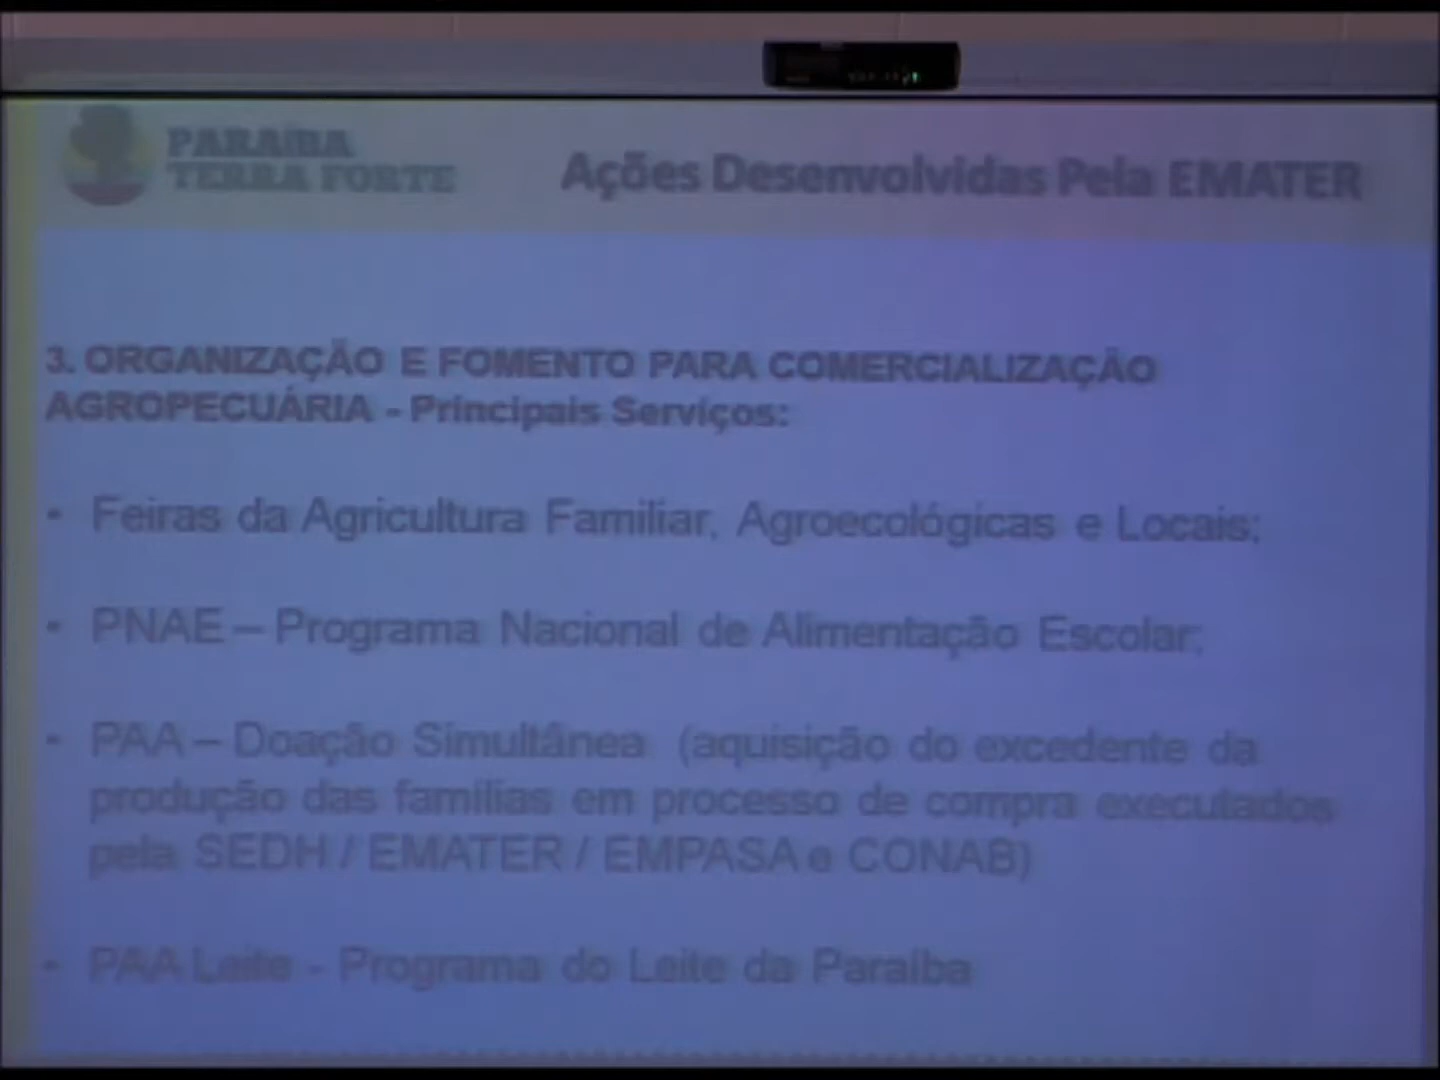 PARAÍBA
TERRA FORTE
Ações Desenvolvidas Pela EMATER
3. ORGANIZAÇÃO E FOMENTO PARA COMERCIALIZAÇÃO
AGROPECUÁRIA - Principais Serviços:
• Feiras da Agricultura Familiar, Agroecológicas e Locais;
• PNAE – Programa Nacional de Alimentação Escolar;
• PAA – Doação Simultânea (aquisição do excedente da
produção das famílias em processo de compra executados
pela SEDH / EMATER / EMPASA e CONAB)
• PAA Leite - Programa do Leite da Paraíba